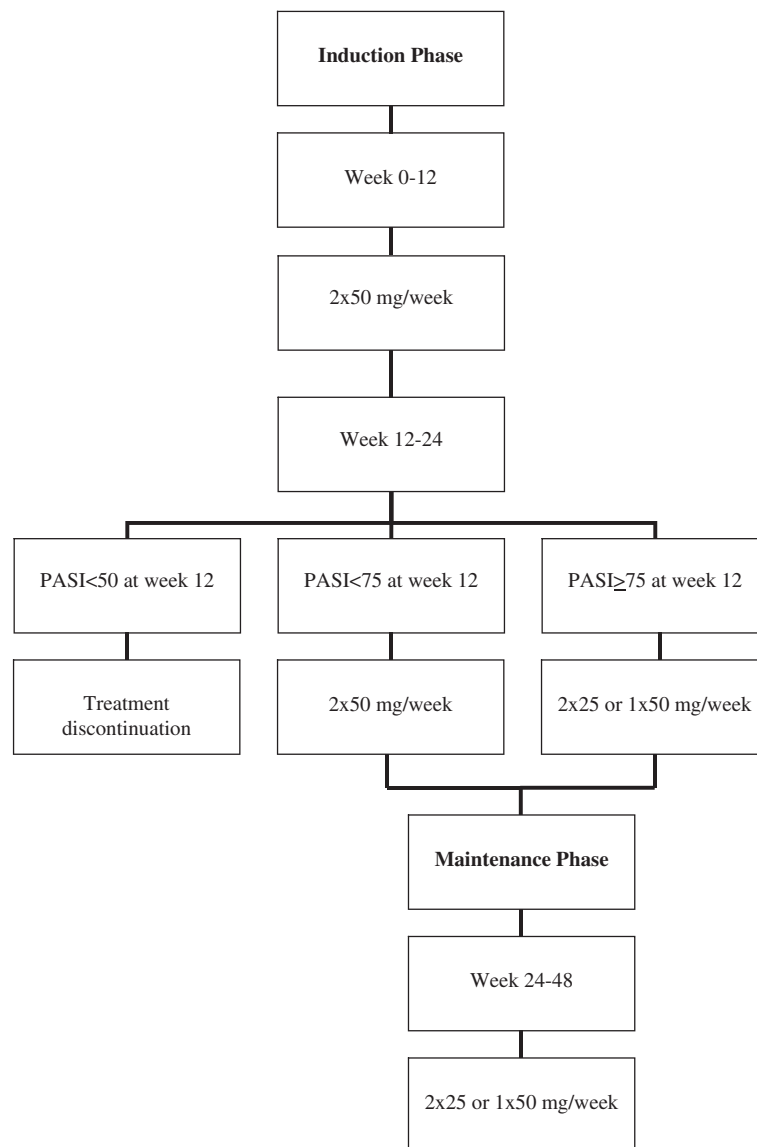 Induction Phase
Week 0-12
2x50 mg/week
Week 12-24
PASI<50 at week 12
PASI<75 at week 12
PASI≥75 at week 12
Treatment
discontinuation
2x50 mg/week
2x25 or 1x50 mg/week
Maintenance Phase
Week 24-48
2x25 or 1x50 mg/week